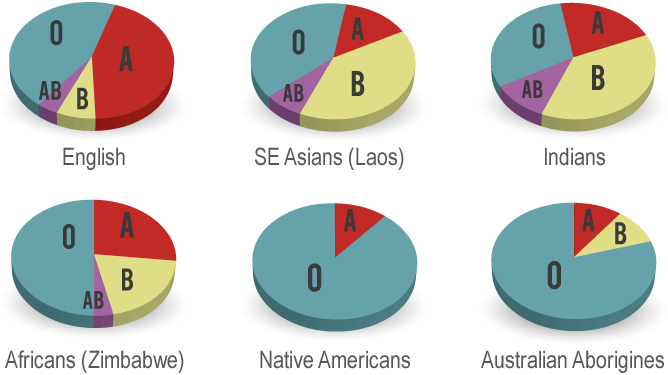 O A AB B
English
O A AB B
SE Asians (Laos)
O A AB B
Indians
O A AB B
Africans (Zimbabwe)
A O
Native Americans
A B O
Australian Aborigines